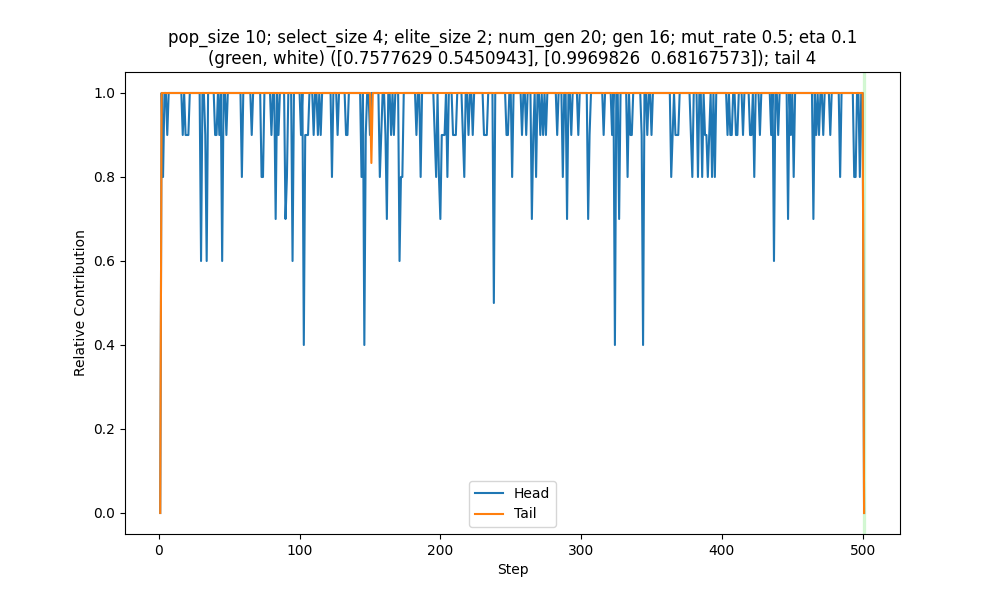 pop_size 10; select_size 4; elite_size 2; num_gen 20; gen 16; mut_rate 0.5; eta 0.1
(green, white) ([0.7577629 0.5450943], [0.9969826  0.68167573]); tail 4
1.0
0.8
0.6
0.4
0.2
0.0
Relative Contribution
Head
Tail
0 100 200 300 400 500
Step